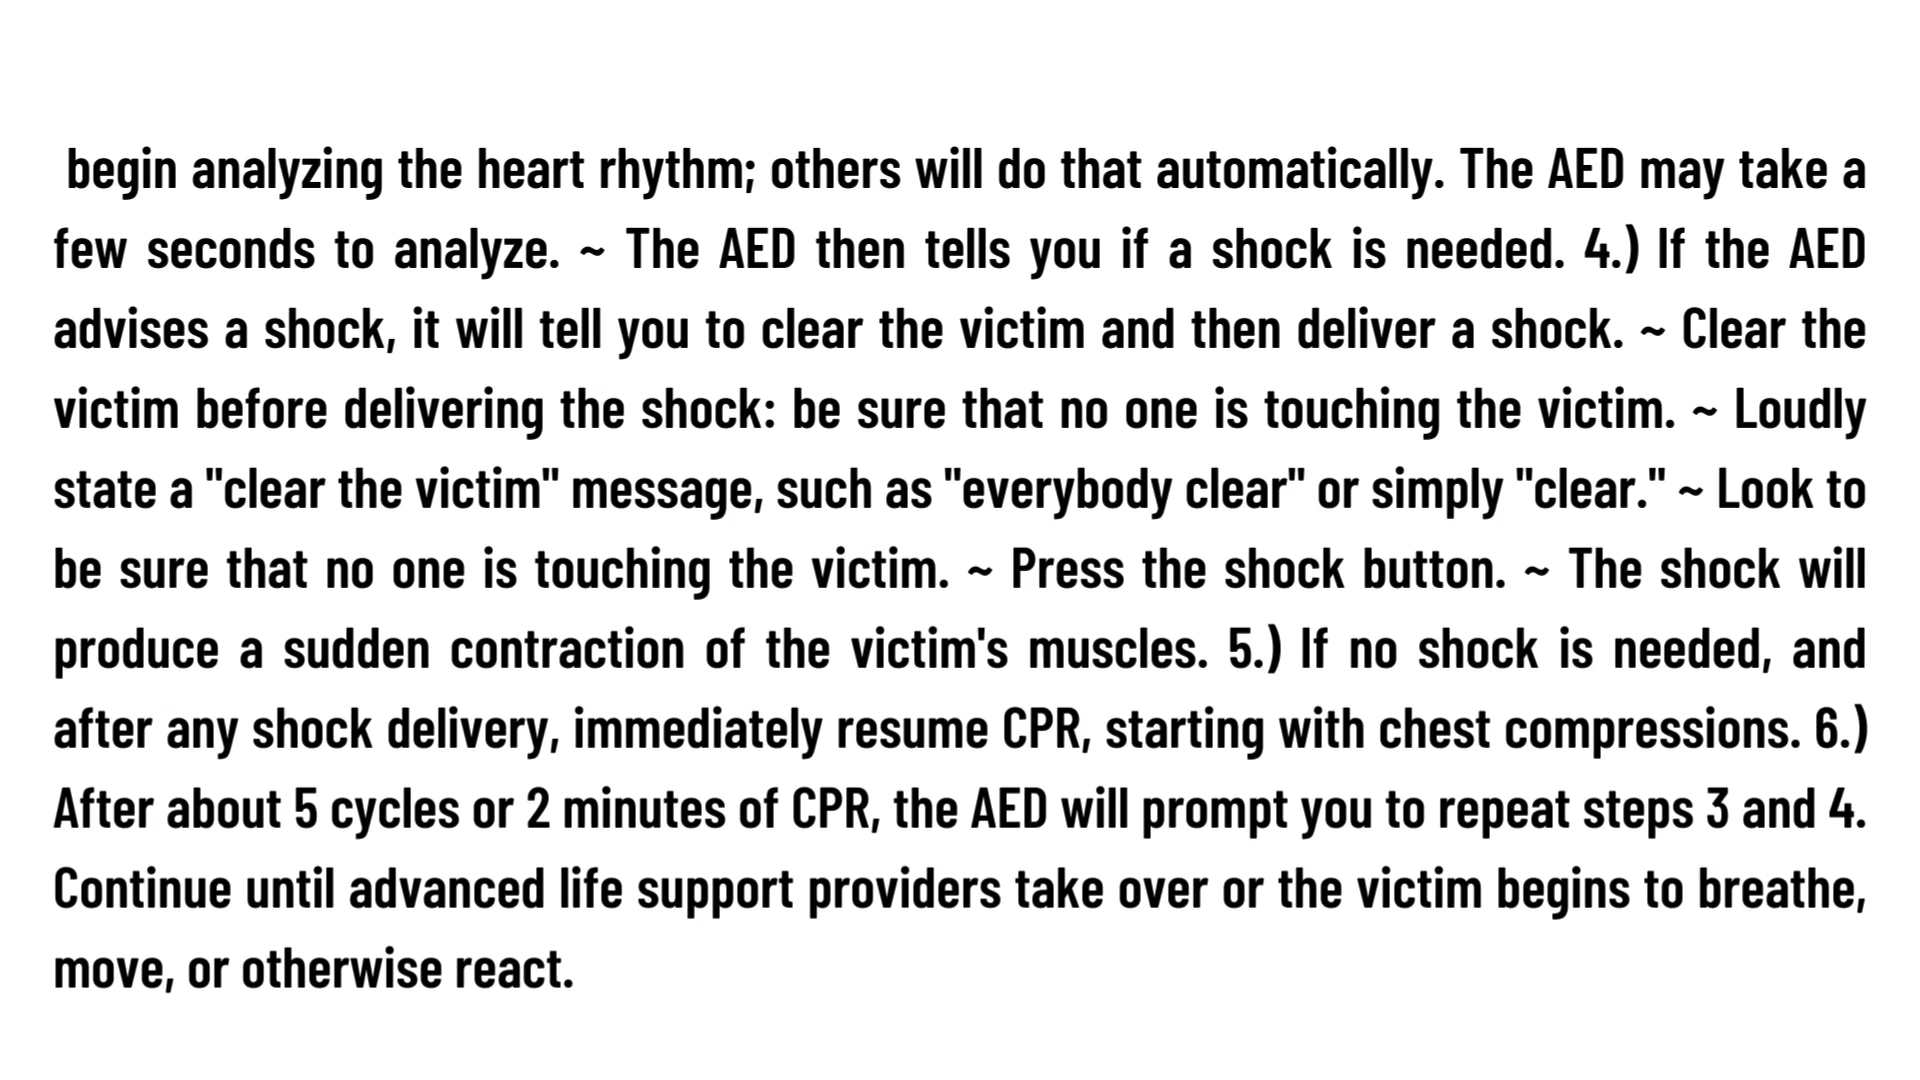 begin analyzing the heart rhythm; others will do that automatically. The AED may take a
few seconds to analyze. ~ The AED then tells you if a shock is needed. 4.) If the AED
advises a shock, it will tell you to clear the victim and then deliver a shock. ~ Clear the
victim before delivering the shock: be sure that no one is touching the victim. ~ Loudly
state a "clear the victim" message, such as "everybody clear" or simply "clear." ~ Look to
be sure that no one is touching the victim. ~ Press the shock button. ~ The shock will
produce a sudden contraction of the victim's muscles. 5.) If no shock is needed, and
after any shock delivery, immediately resume CPR, starting with chest compressions. 6.)
After about 5 cycles or 2 minutes of CPR, the AED will prompt you to repeat steps 3 and 4.
Continue until advanced life support providers take over or the victim begins to breathe,
move, or otherwise react.